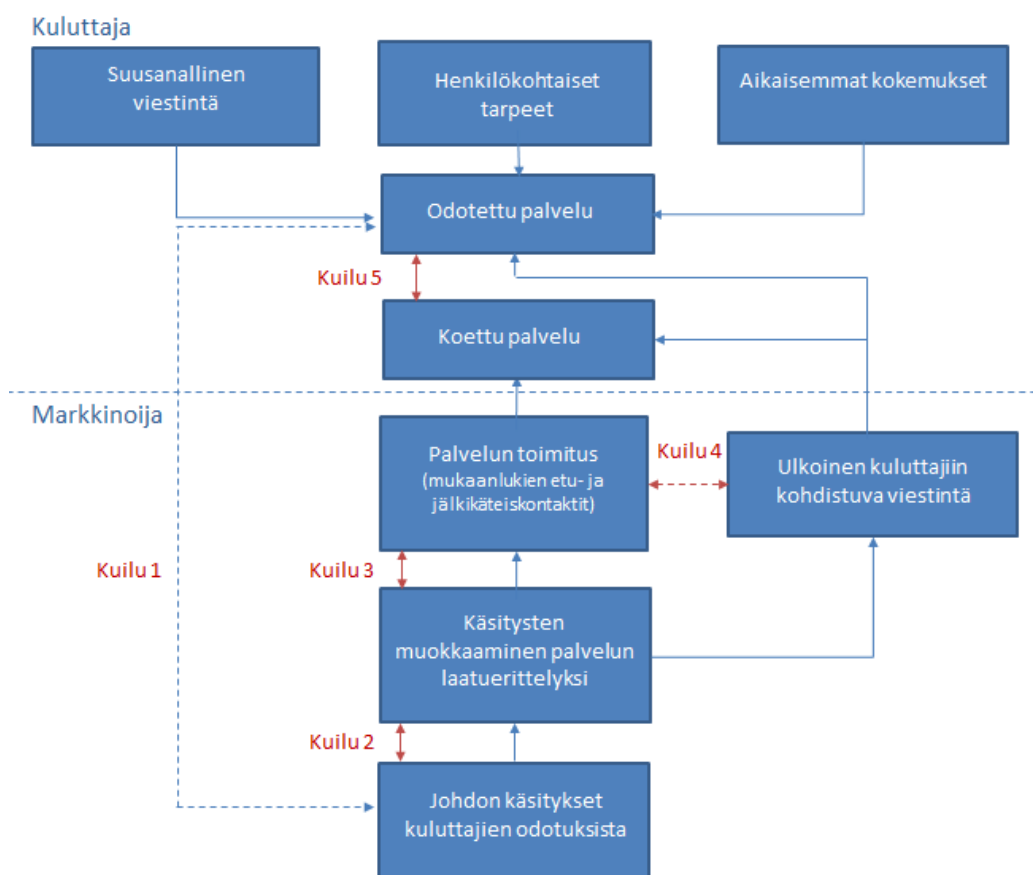 Kuluttaja
Suusanallinen
viestintä
Henkilökohtaiset
tarpeet
Aikaisemmat kokemukset
Odotettu palvelu
Kuilu 5
Koettu palvelu
Markkinoija
Palvelun toimitus
(mukaanlukien etu- ja
jälkikäteiskontaktit)
Kuilu 4
Ulkoinen kuluttajiin
kohdistuva viestintä
Kuilu 1
Kuilu 3
Käsitysten
muokkaaminen palvelun
laatuerittelyksi
Kuilu 2
Johdon käsitykset
kuluttajien odotuksista